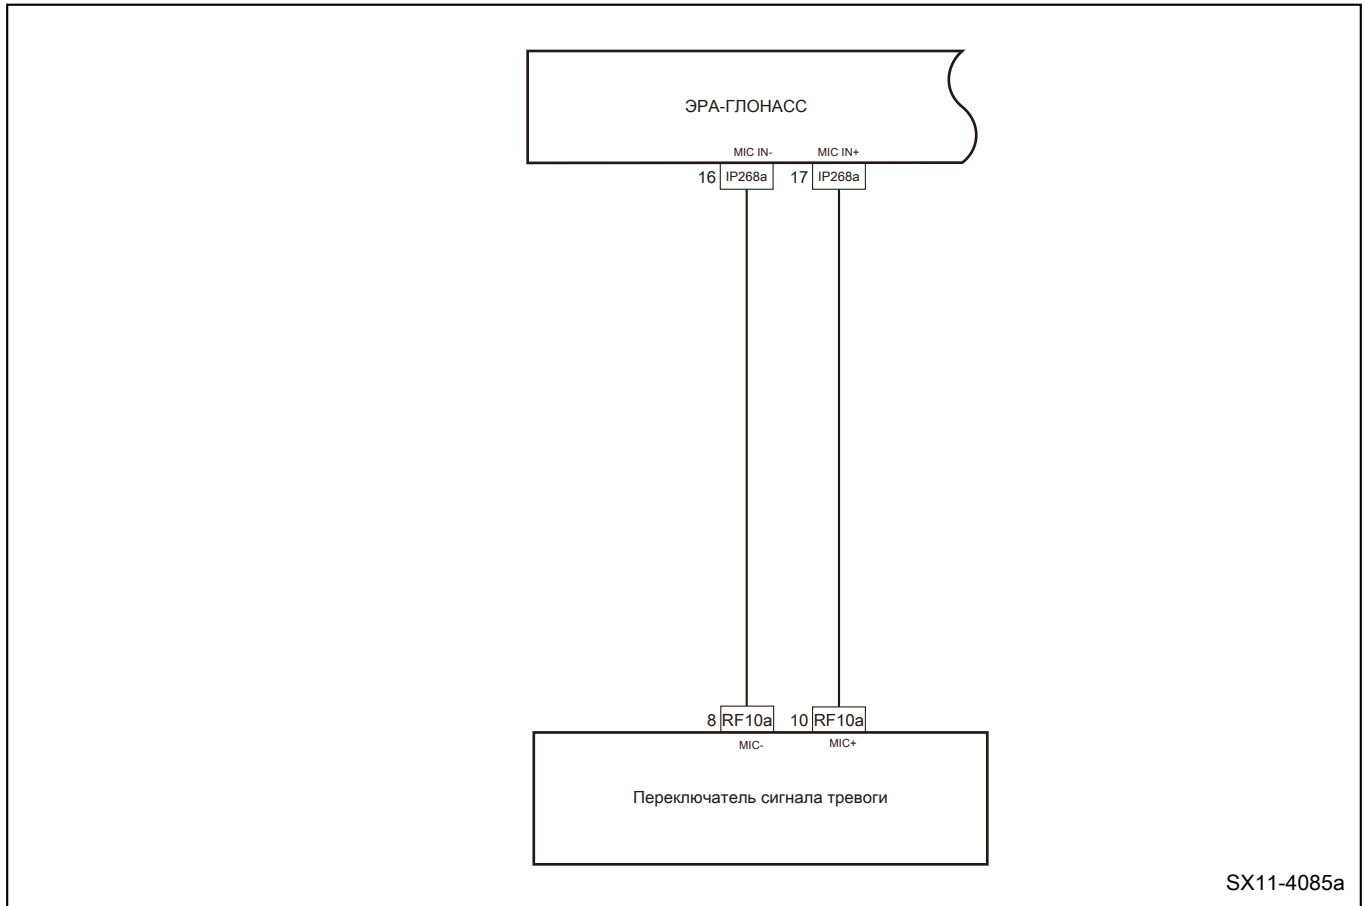 ЭРА-ГЛОНАСС
MIC IN- MIC IN+
16 IP268a 17 IP268a
8 RF10a 10 RF10a
MIC- MIC+
Переключатель сигнала тревоги
SX11-4085a